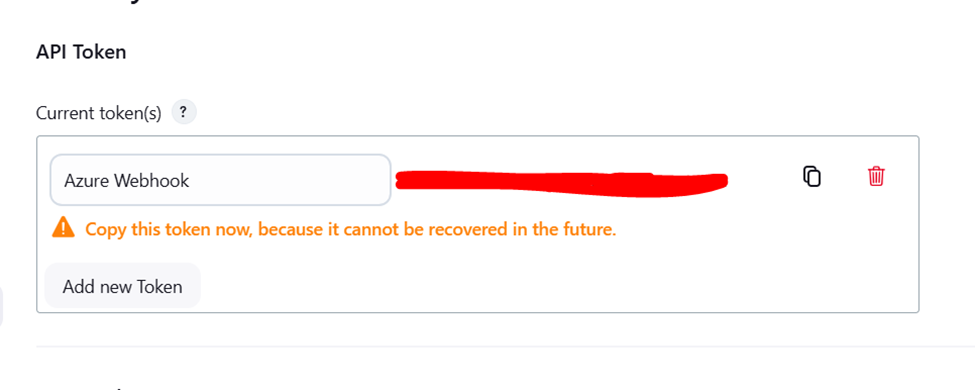 API Token
Current token(s) ?
Azure Webhook
Copy this token now, because it cannot be recovered in the future.
Add new Token